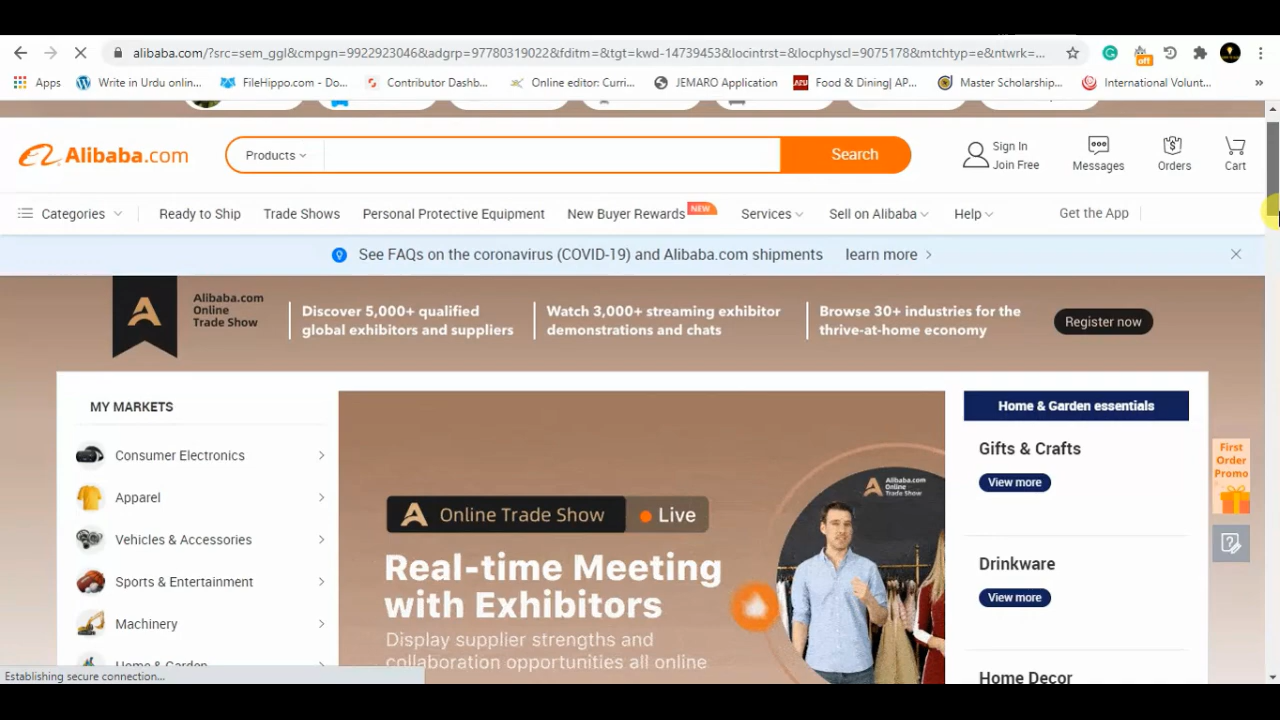 alibaba.com/?src=sem_ggl&cmpgn=9922923046&adgrp=97780319022&fditm=&tgt=kwd-14739453&locintrst=&locphyscl=9075178&mtchtyp=e&ntwrk=...
off
Apps
Write in Urdu onlin...
FileHippo.com - Do...
Contributor Dashb...
Online editor: Curri...
JEMARO Application
Food & Dining| AP...
Master Scholarship...
International Volunt...
»
Alibaba.com
Products
Search
Sign In
Join Free
Messages
Orders
Cart
Categories
Ready to Ship
Trade Shows
Personal Protective Equipment
New Buyer Rewards
NEW
Services
Sell on Alibaba
Help
Get the App
See FAQs on the coronavirus (COVID-19) and Alibaba.com shipments
learn more
Alibaba.com
Online
Trade Show
Discover 5,000+ qualified
global exhibitors and suppliers
Watch 3,000+ streaming exhibitor
demonstrations and chats
Browse 30+ industries for the
thrive-at-home economy
Register now
MY MARKETS
Consumer Electronics
Apparel
Vehicles & Accessories
Sports & Entertainment
Machinery
Home & Garden
Online Trade Show
Live
Real-time Meeting
with Exhibitors
Display supplier strengths and
collaboration opportunities all online
Alibaba.com
Online
Trade Show
Home & Garden essentials
Gifts & Crafts
View more
Drinkware
View more
Home Decor
First
Order
Promo
Establishing secure connection...